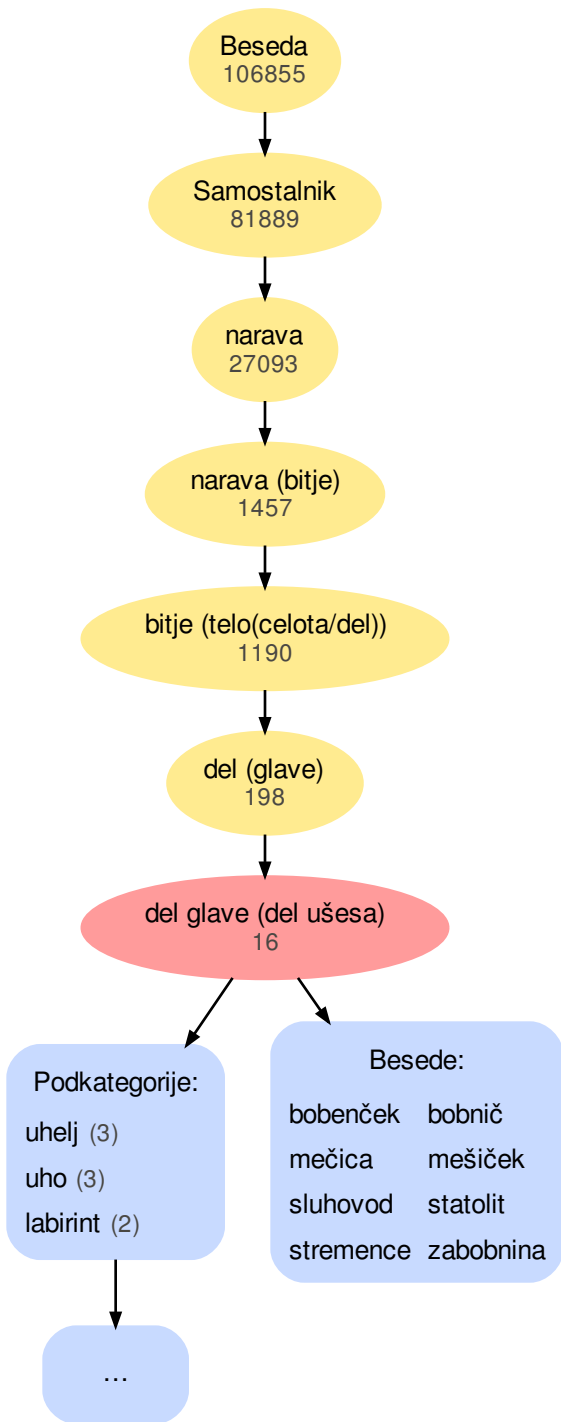 Beseda
106855
Samostalnik
81889
narava
27093
narava (bitje)
1457
bitje (telo(celota/del))
1190
del (glave)
198
del glave (del ušesa)
16
Podkategorije:
uhelj (3)
uho (3)
labirint (2)
...
Besede:
bobenček bobnič
mečica mešiček
sluhovod statolit
stremence zabobnina